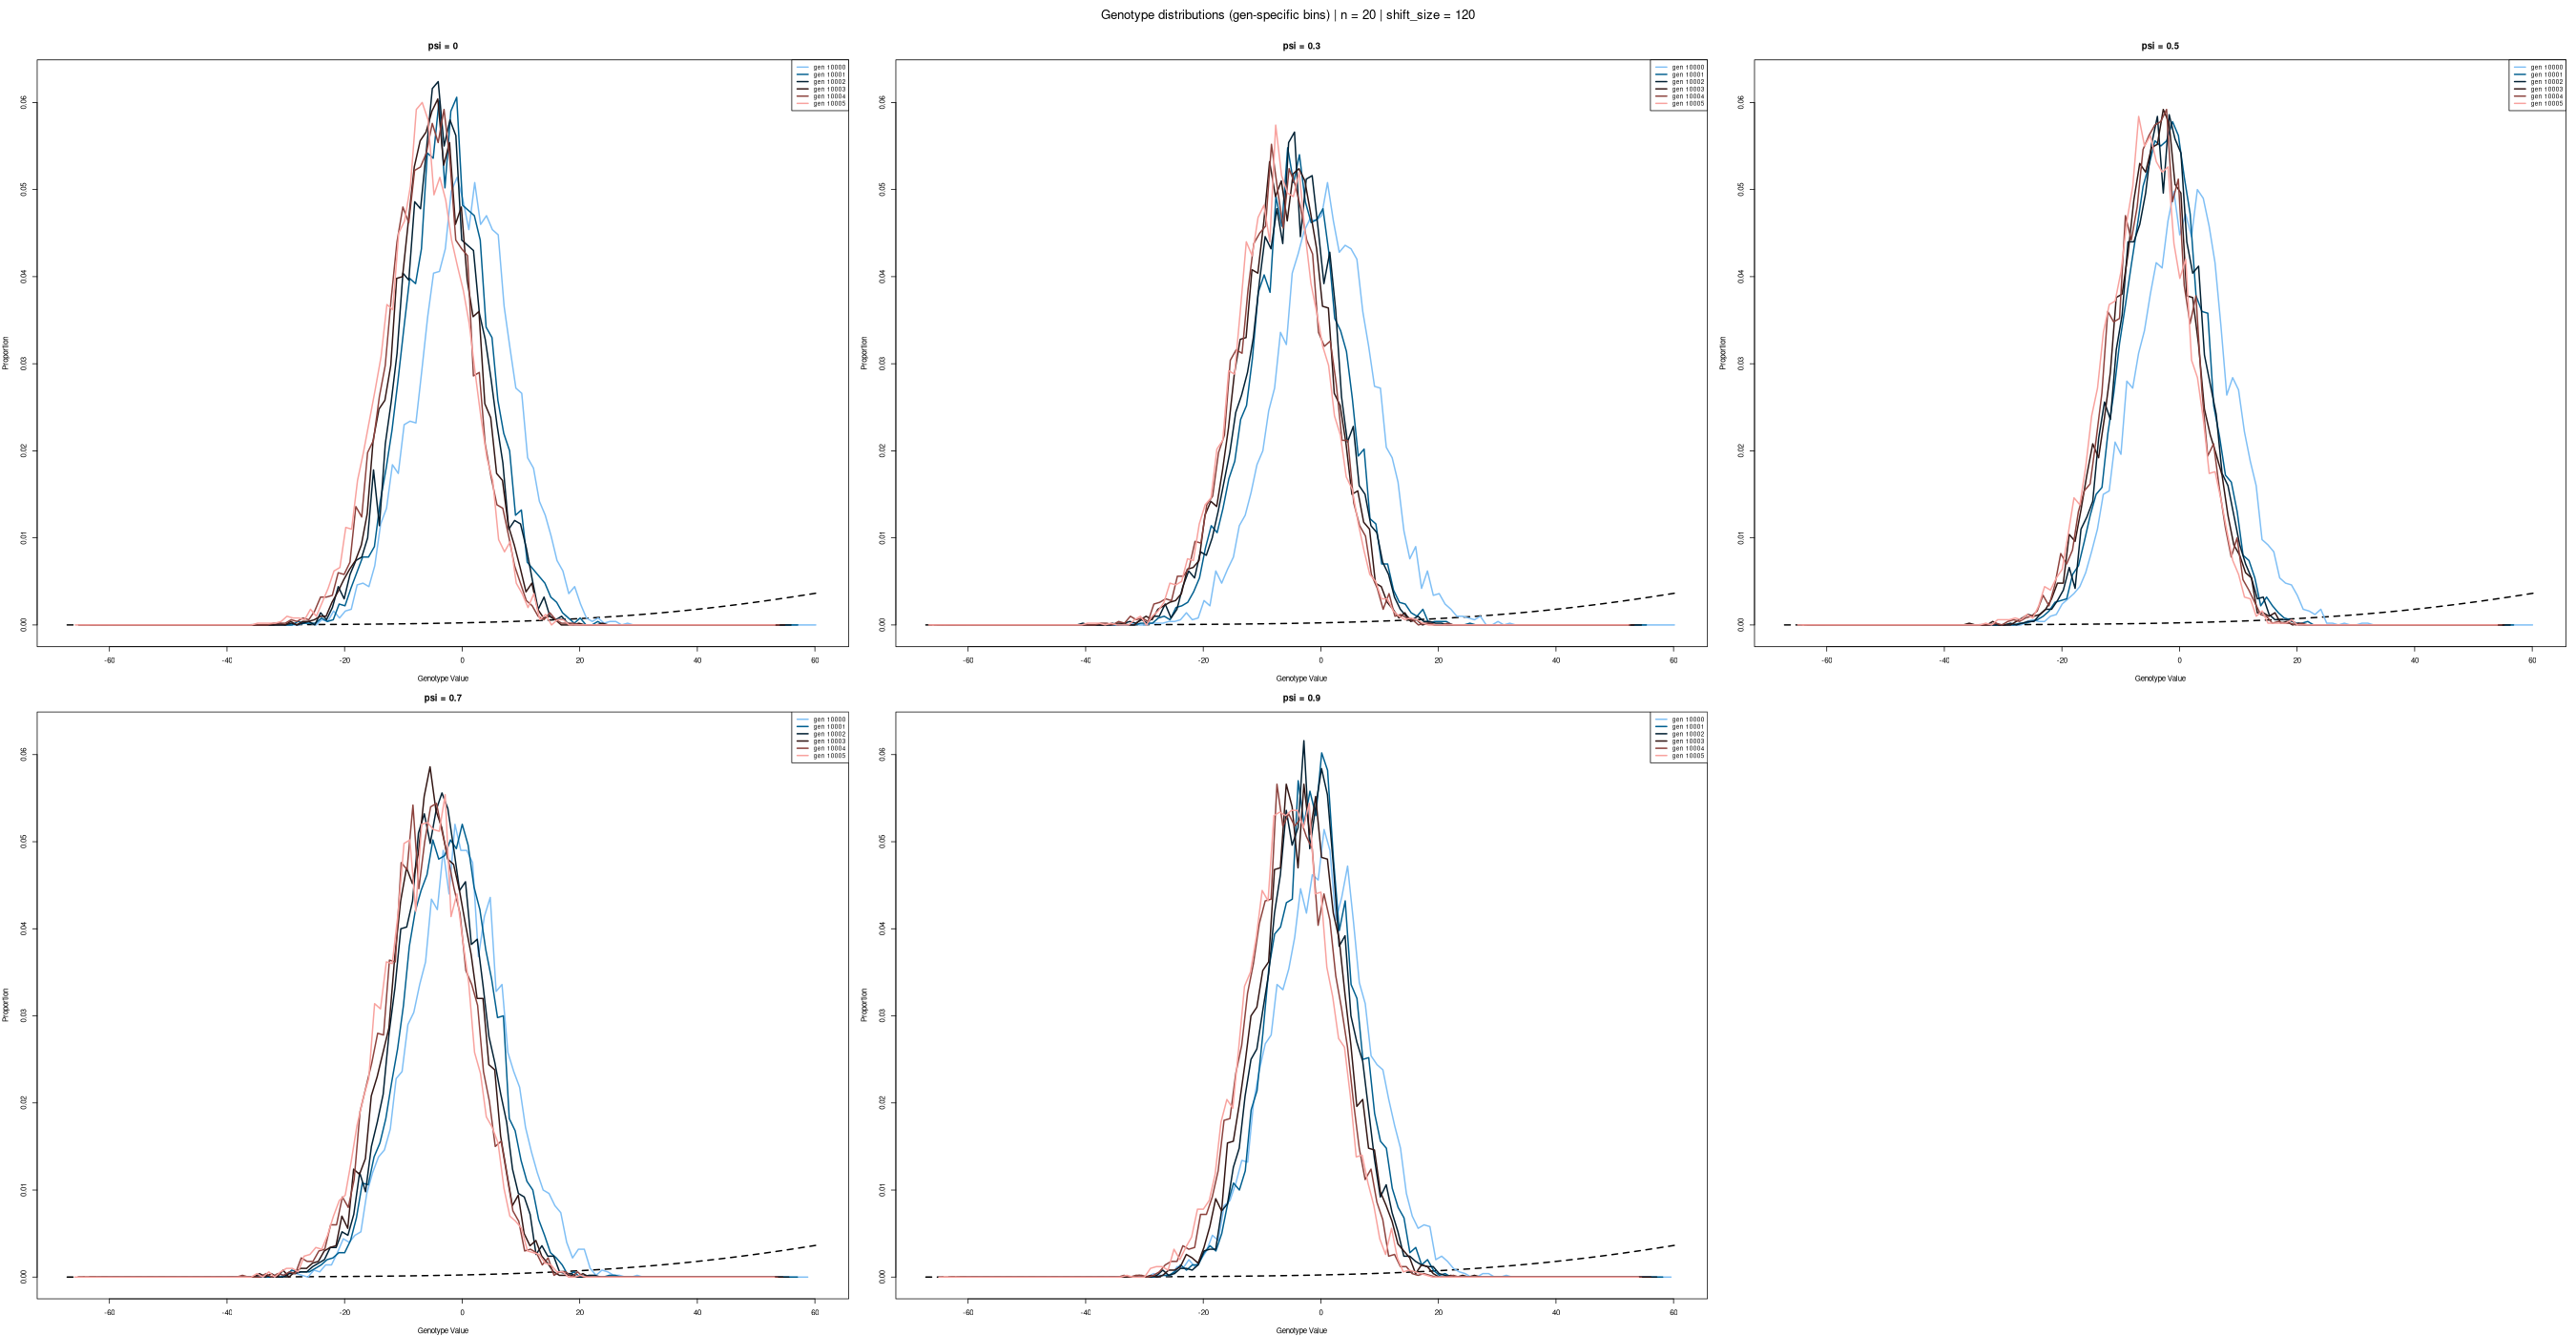 Genotype distributions (gen-specific bins) | n = 20 | shift_size = 120
psi = 0
gen 10000
gen 10001
gen 10002
gen 10003
gen 10004
gen 10005
Proportion
0.06
0.05
0.04
0.03
0.02
0.01
0.00
-60 -40 -20 0 20 40 60
Genotype Value
psi = 0.3
gen 10000
gen 10001
gen 10002
gen 10003
gen 10004
gen 10005
Proportion
0.06
0.05
0.04
0.03
0.02
0.01
0.00
-60 -40 -20 0 20 40 60
Genotype Value
psi = 0.5
gen 10000
gen 10001
gen 10002
gen 10003
gen 10004
gen 10005
Proportion
0.06
0.05
0.04
0.03
0.02
0.01
0.00
-60 -40 -20 0 20 40 60
Genotype Value
psi = 0.7
gen 10000
gen 10001
gen 10002
gen 10003
gen 10004
gen 10005
Proportion
0.06
0.05
0.04
0.03
0.02
0.01
0.00
-60 -40 -20 0 20 40 60
Genotype Value
psi = 0.9
gen 10000
gen 10001
gen 10002
gen 10003
gen 10004
gen 10005
Proportion
0.06
0.05
0.04
0.03
0.02
0.01
0.00
-60 -40 -20 0 20 40 60
Genotype Value